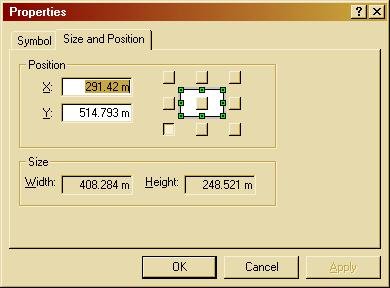 Properties
Symbol Size and Position
Position
X: 291.42 m
Y: 514.793 m
Size
Width: 408.284 m Height: 248.521 m
OK Cancel Apply